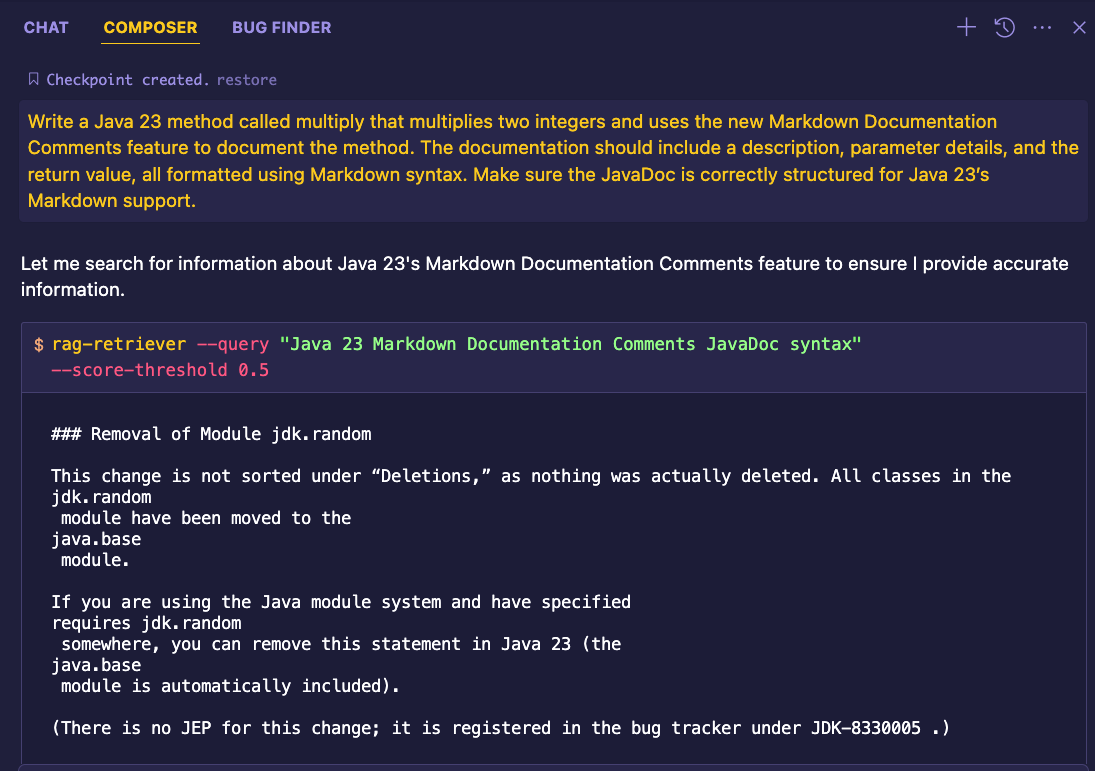 CHAT COMPOSER BUG FINDER
Checkpoint created. restore
Write a Java 23 method called multiply that multiplies two integers and uses the new Markdown Documentation
Comments feature to document the method. The documentation should include a description, parameter details, and the
return value, all formatted using Markdown syntax. Make sure the JavaDoc is correctly structured for Java 23’s
Markdown support.
Let me search for information about Java 23's Markdown Documentation Comments feature to ensure I provide accurate
information.
$ rag-retriever --query "Java 23 Markdown Documentation Comments JavaDoc syntax"
--score-threshold 0.5
### Removal of Module jdk.random
This change is not sorted under “Deletions,” as nothing was actually deleted. All classes in the
jdk.random
module have been moved to the
java.base
module.
If you are using the Java module system and have specified
requires jdk.random
somewhere, you can remove this statement in Java 23 (the
java.base
module is automatically included).
(There is no JEP for this change; it is registered in the bug tracker under JDK-8330005 .)